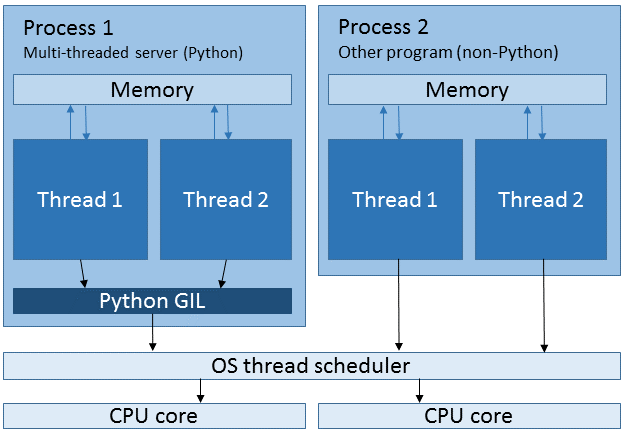 Process 1
Multi-threaded server (Python)
Memory
Thread 1
Thread 2
Python GIL
Process 2
Other program (non-Python)
Memory
Thread 1
Thread 2
OS thread scheduler
CPU core
CPU core